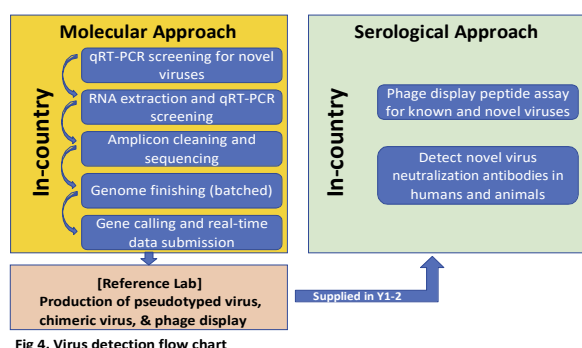 Molecular Approach
In-country
qRT-PCR screening for novel
viruses
RNA extraction and qRT-PCR
screening
Amplicon cleaning and
sequencing
Genome finishing (batched)
Gene calling and real-time
data submission
Serological Approach
In-country
Phage display peptide assay
for known and novel viruses
Detect novel virus
neutralization antibodies in
humans and animals
[Reference Lab]
Production of pseudotyped virus,
chimeric virus, & phage display
Supplied in Y1-2
Fig 4. Virus detection flow chart